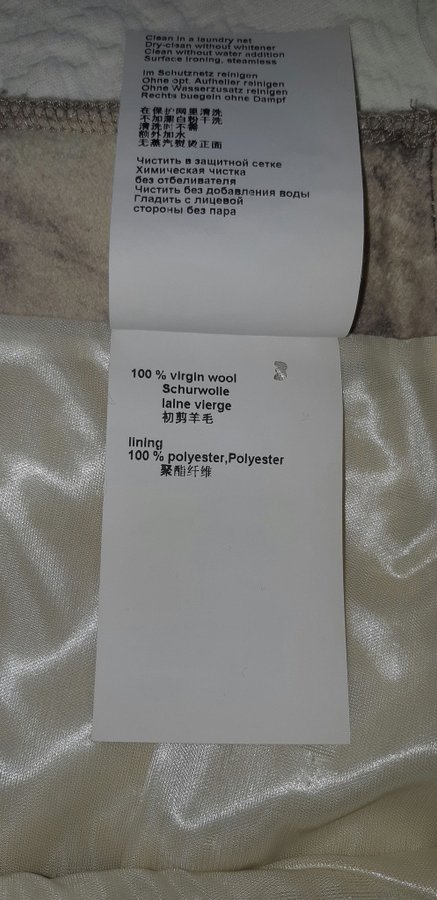 Clean in a laundry net
Dry-clean without whitener
Clean without water addition
Surface ironing, steamless
Im Schutznetz reinigen
Ohne opt. Aufheller reinigen
Ohne Wasserzusatz reinigen
Rechts buegeln ohne Dampf
在保护网里清洗
不加漂白粉干洗
清洗时不需
额外加水
无蒸汽熨烫正面
Чистить в защитной сетке
Химическая чистка
без отбеливателя
Чистить без добавления воды
Гладить с лицевой
стороны без пара
100 % virgin wool
Schurwolle
laine vierge
初剪羊毛
lining
100 % polyester,Polyester
聚酯纤维